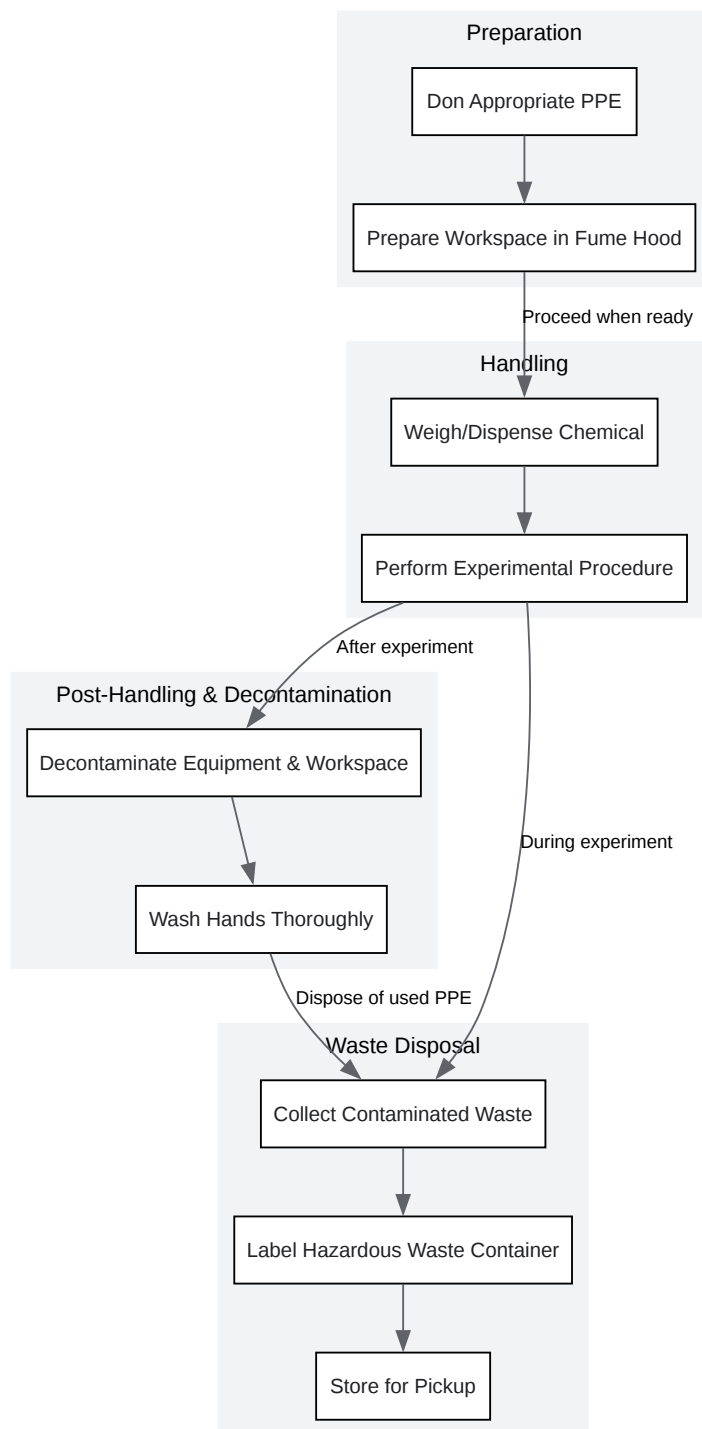 Preparation
Don Appropriate PPE
Prepare Workspace in Fume Hood
Proceed when ready
Handling
Weigh/Dispense Chemical
Perform Experimental Procedure
After experiment
Post-Handling & Decontamination
Decontaminate Equipment & Workspace
During experiment
Wash Hands Thoroughly
Dispose of used PPE
Waste Disposal
Collect Contaminated Waste
Label Hazardous Waste Container
Store for Pickup